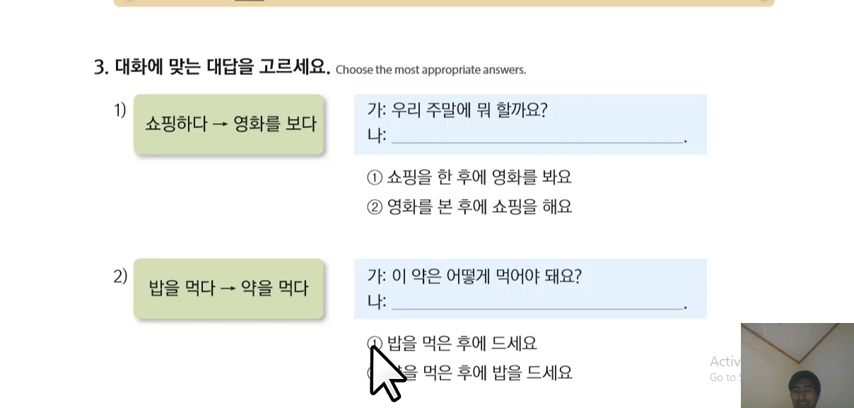 3. 대화에 맞는 대답을 고르세요. Choose the most appropriate answers.
1) 쇼핑하다 → 영화를 보다
가: 우리 주말에 뭐 할까요?
나: ______________________________.
① 쇼핑을 한 후에 영화를 봐요
② 영화를 본 후에 쇼핑을 해요
2) 밥을 먹다 → 약을 먹다
가: 이 약은 어떻게 먹어야 돼요?
나: ______________________________.
① 밥을 먹은 후에 드세요
먹은 후에 밥을 드세요
Go to